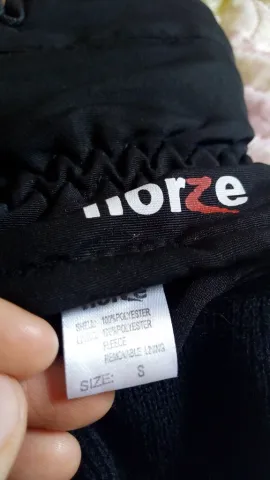 horze
horze
SHELL: 100%POLYESTER
LINING: 100%POLYESTER
FLEECE
REMOVABLE LINING
SIZE: S